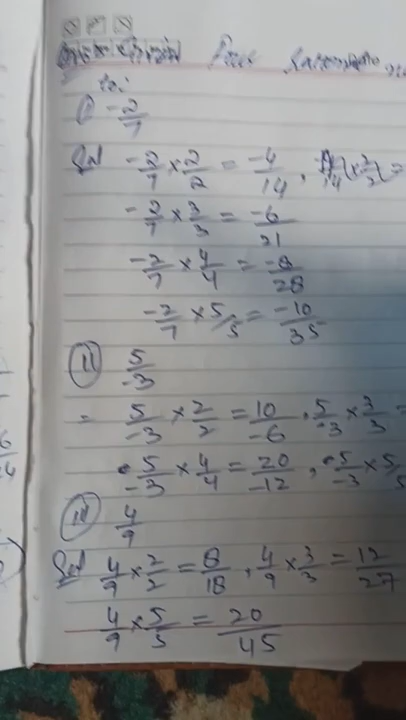 to:
(i) -2/7
Sol -2/7 × 2/2 = -4/14 ,
-2/7 × 3/3 = -6/21
-2/7 × 4/4 = -8/28
-2/7 × 5/5 = -10/35
(ii) 5/-3
= 5/-3 × 2/2 = 10/-6 , 5/-3 × 3/3 =
5/-3 × 4/4 = 20/-12 , 5/-3 × 5/5
(iii) 4/9
Sol 4/9 × 2/2 = 8/18 , 4/9 × 3/3 = 12/27
4/9 × 5/5 = 20/45